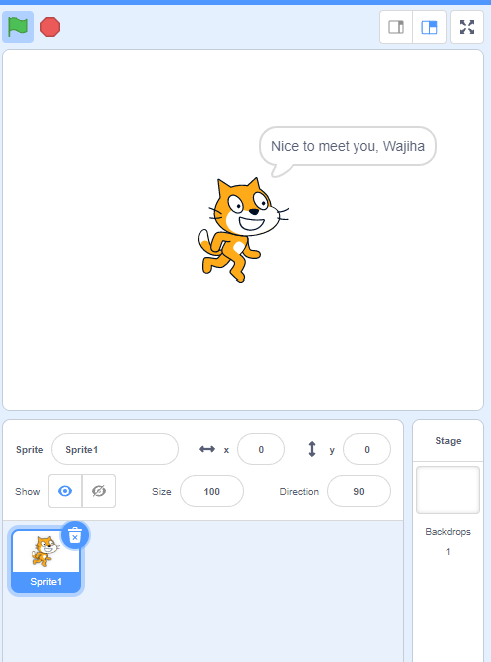 Nice to meet you, Wajiha
Sprite Sprite1 x 0 y 0
Show Size 100 Direction 90
Sprite1
Stage
Backdrops
1